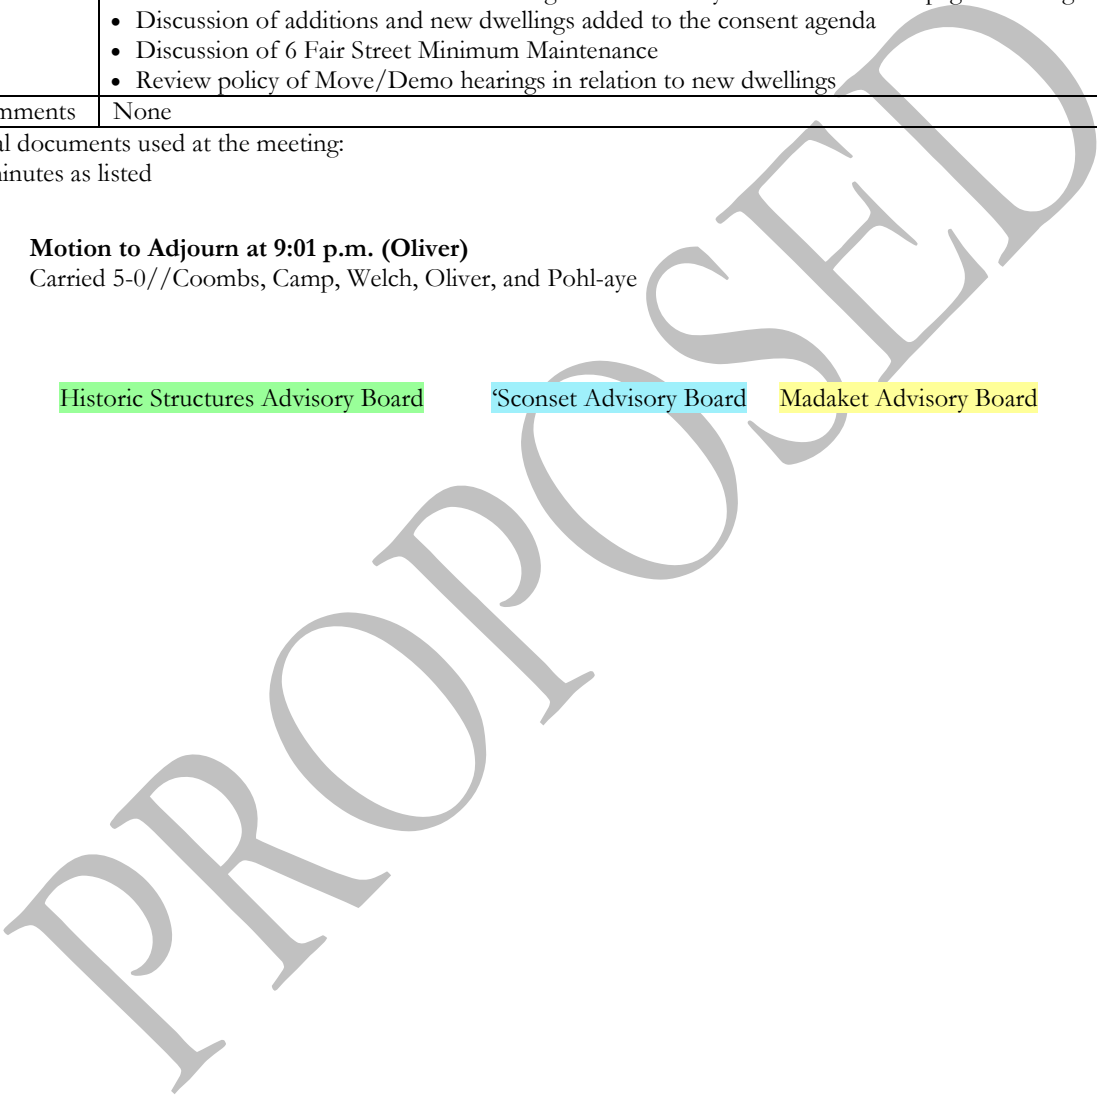 Discussion of additions and new dwellings added to the consent agenda
• Discussion of 6 Fair Street Minimum Maintenance
• Review policy of Move/Demo hearings in relation to new dwellings
None
documents used at the meeting:
as listed
Motion to Adjourn at 9:01 p.m. (Oliver)
Carried 5-0//Coombs, Camp, Welch, Oliver, and Pohl-aye
Historic Structures Advisory Board ‘Sconset Advisory Board Madaket Advisory Board
PROPOSED